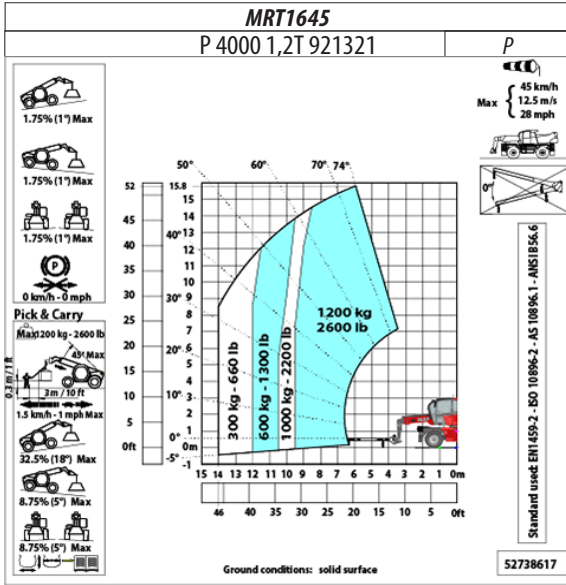 MRT1645
P 4000 1,2T 921321
P
1.75% (1°) Max
1.75% (1°) Max
1.75% (1°) Max
P
0 km/h - 0 mph
Pick & Carry
Max1200 kg - 2600 lb
45° Max
0.3 m / 1 ft
3m / 10 ft
1.5 km/h - 1 mph Max
32.5% (18°) Max
8.75% (5°) Max
8.75% (5°) Max
Max
45 km/h
12.5 m/s
28 mph
0°
50°
60°
70°
74°
40°
30°
20°
10°
0°
-5°
52
45
40
35
30
25
20
15
10
5
0ft
15.8
15
14
13
12
11
10
9
8
7
6
5
4
3
2
1
0m
-1
300 kg - 660 lb
600 kg - 1300 lb
1000 kg - 2200 lb
1200 kg
2600 lb
15 14 13 12 11 10 9 8 7 6 5 4 3 2 1 0m
46 40 35 30 25 20 15 10 5 0ft
Ground conditions: solid surface
Standard used: EN1459-2 - ISO 10896-2 - AS 10896.1 - ANSI B56.6
52738617